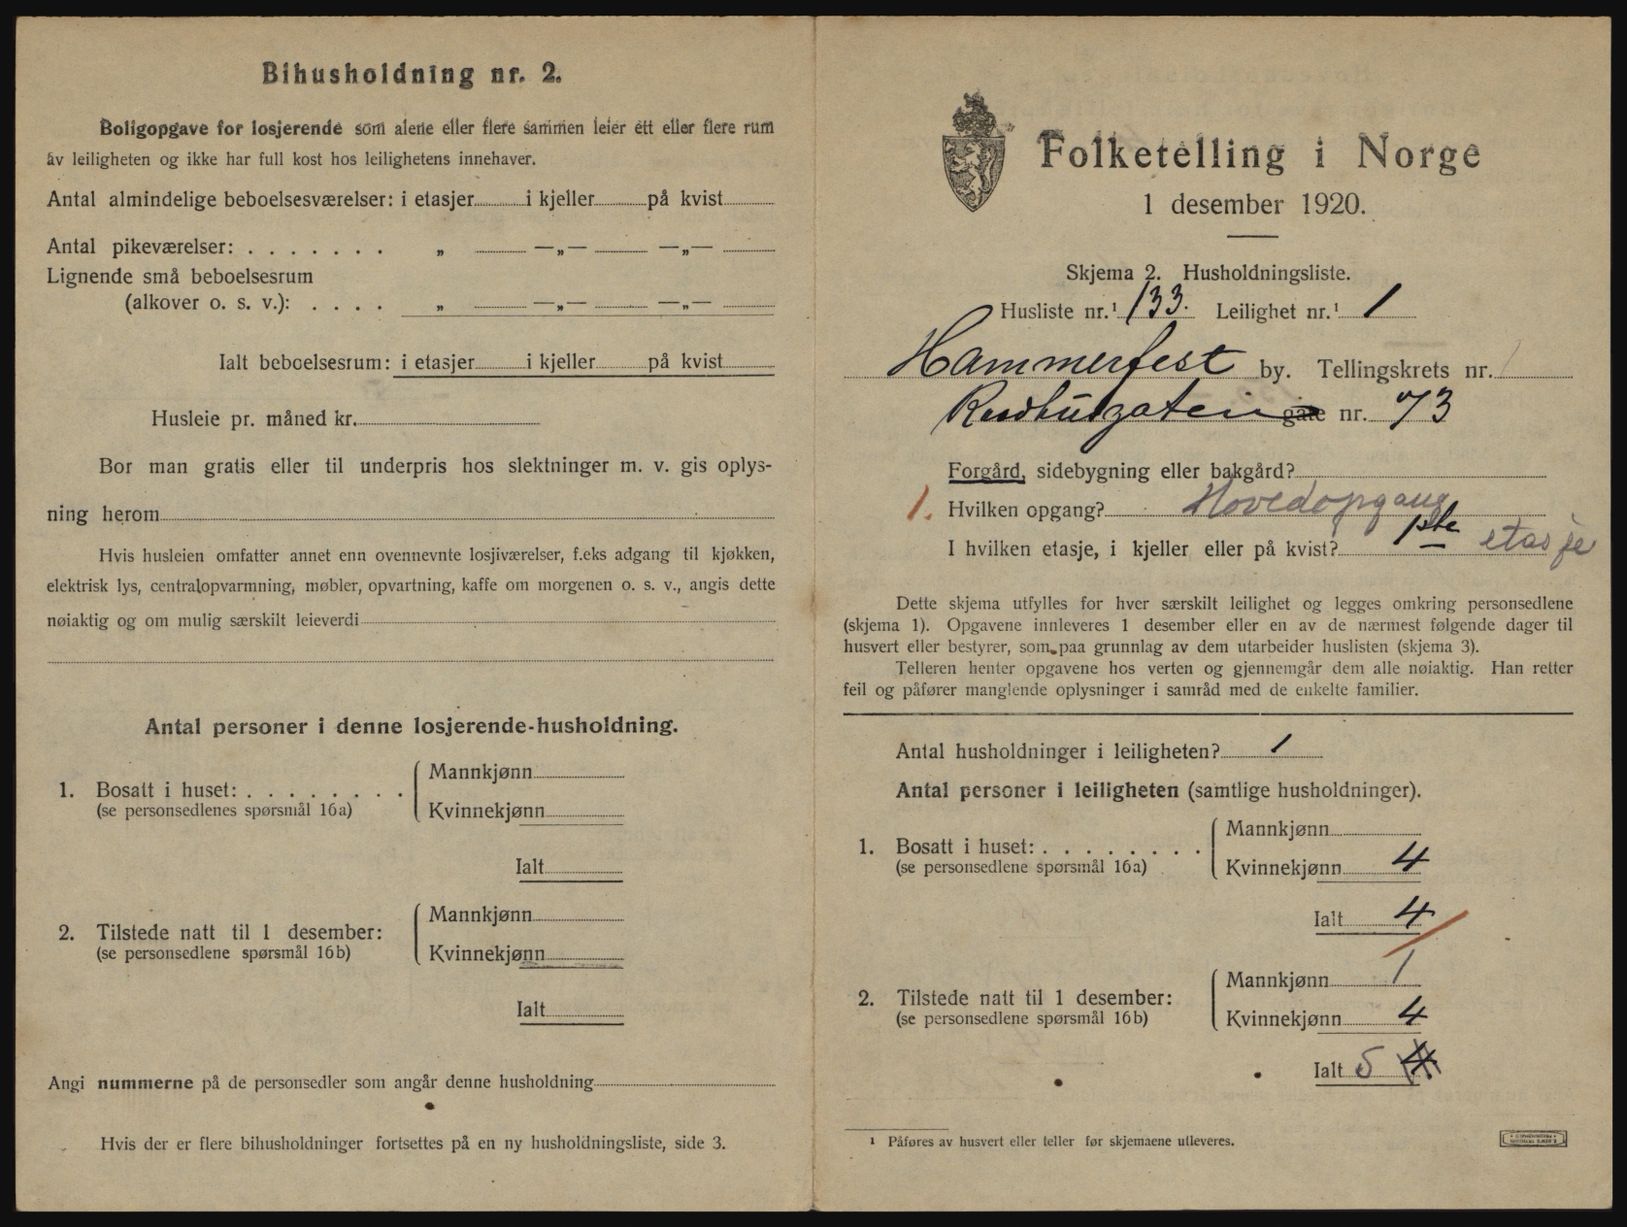 Bihusholdning nr. 2.
Boligopgave for losjerende som alene eller flere sammen leier ett eller flere rum
av leiligheten og ikke har full kost hos leilighetens innehaver.
Antal almindelige beboelsesværelser: i etasjer i kjeller på kvist
Antal pikeværelser: . . . . . . . „ —„— —„—
Lignende små beboelsesrum
(alkover o. s. v.): . . . . „ —„— —„—
Ialt beboelsesrum: i etasjer i kjeller på kvist
Husleie pr. måned kr.
Bor man gratis eller til underpris hos slektninger m. v. gis oplys-
ning herom
Hvis husleien omfatter annet enn ovennevnte losjiværelser, f.eks adgang til kjøkken,
elektrisk lys, centralopvarmning, møbler, opvartning, kaffe om morgenen o. s. v., angis dette
nøiaktig og om mulig særskilt leieverdi
Antal personer i denne losjerende-husholdning.
1. Bosatt i huset: . . . . . . . . Mannkjønn
(se personsedlenes spørsmål 16a) Kvinnekjønn
Ialt
2. Tilstede natt til 1 desember: Mannkjønn
(se personsedlene spørsmål 16b) Kvinnekjønn
Ialt
Angi nummerne på de personsedler som angår denne husholdning
Hvis der er flere bihusholdninger fortsettes på en ny husholdningsliste, side 3.
Folketelling i Norge
1 desember 1920.
Skjema 2. Husholdningsliste.
Husliste nr.¹ 133. Leilighet nr.¹ 1
Hammerfest by. Tellingskrets nr. 1
Raadhusgaten gate nr. 73
Forgård, sidebygning eller bakgård?
1. Hvilken opgang? Hovedopgang
I hvilken etasje, i kjeller eller på kvist? 1ste etasje
Dette skjema utfylles for hver særskilt leilighet og legges omkring personsedlene
(skjema 1). Opgavene innleveres 1 desember eller en av de nærmest følgende dager til
husvert eller bestyrer, som paa grunnlag av dem utarbeider huslisten (skjema 3).
Telleren henter opgavene hos verten og gjennemgår dem alle nøiaktig. Han retter
feil og påfører manglende oplysninger i samråd med de enkelte familier.
Antal husholdninger i leiligheten? 1
Antal personer i leiligheten (samtlige husholdninger).
1. Bosatt i huset: . . . . . . . . Mannkjønn
(se personsedlene spørsmål 16a) Kvinnekjønn 4
Ialt 4
2. Tilstede natt til 1 desember: Mannkjønn 1
(se personsedlene spørsmål 16b) Kvinnekjønn 4
Ialt 5 4
¹ Påføres av husvert eller teller før skjemaene utleveres.